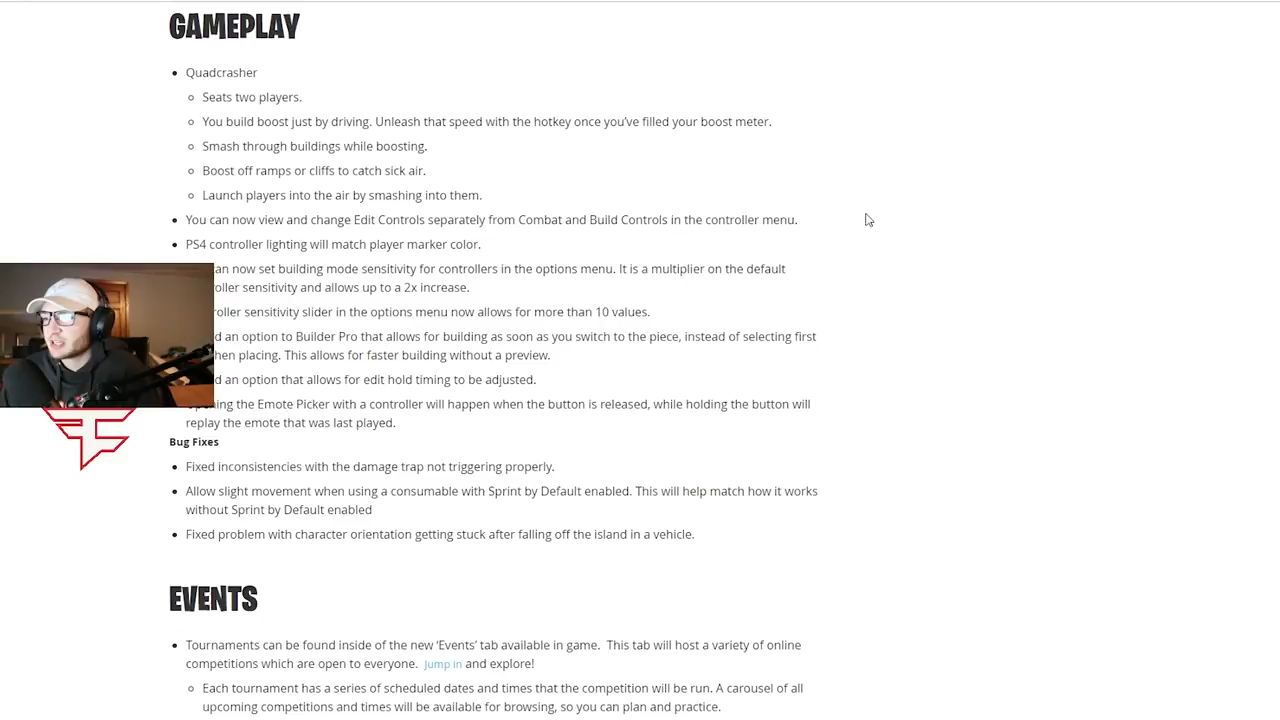 GAMEPLAY
Quadcrasher
Seats two players.
You build boost just by driving. Unleash that speed with the hotkey once you've filled your boost meter.
Smash through buildings while boosting.
Boost off ramps or cliffs to catch sick air.
Launch players into the air by smashing into them.
You can now view and change Edit Controls separately from Combat and Build Controls in the controller menu.
PS4 controller lighting will match player marker color.
an now set building mode sensitivity for controllers in the options menu. It is a multiplier on the default
oller sensitivity and allows up to a 2x increase.
roller sensitivity slider in the options menu now allows for more than 10 values.
d an option to Builder Pro that allows for building as soon as you switch to the piece, instead of selecting first
hen placing. This allows for faster building without a preview.
d an option that allows for edit hold timing to be adjusted.
ening the Emote Picker with a controller will happen when the button is released, while holding the button will
replay the emote that was last played.
Bug Fixes
Fixed inconsistencies with the damage trap not triggering properly.
Allow slight movement when using a consumable with Sprint by Default enabled. This will help match how it works
without Sprint by Default enabled
Fixed problem with character orientation getting stuck after falling off the island in a vehicle.
EVENTS
Tournaments can be found inside of the new 'Events' tab available in game.  This tab will host a variety of online
competitions which are open to everyone.  Jump in and explore!
Each tournament has a series of scheduled dates and times that the competition will be run. A carousel of all
upcoming competitions and times will be available for browsing, so you can plan and practice.